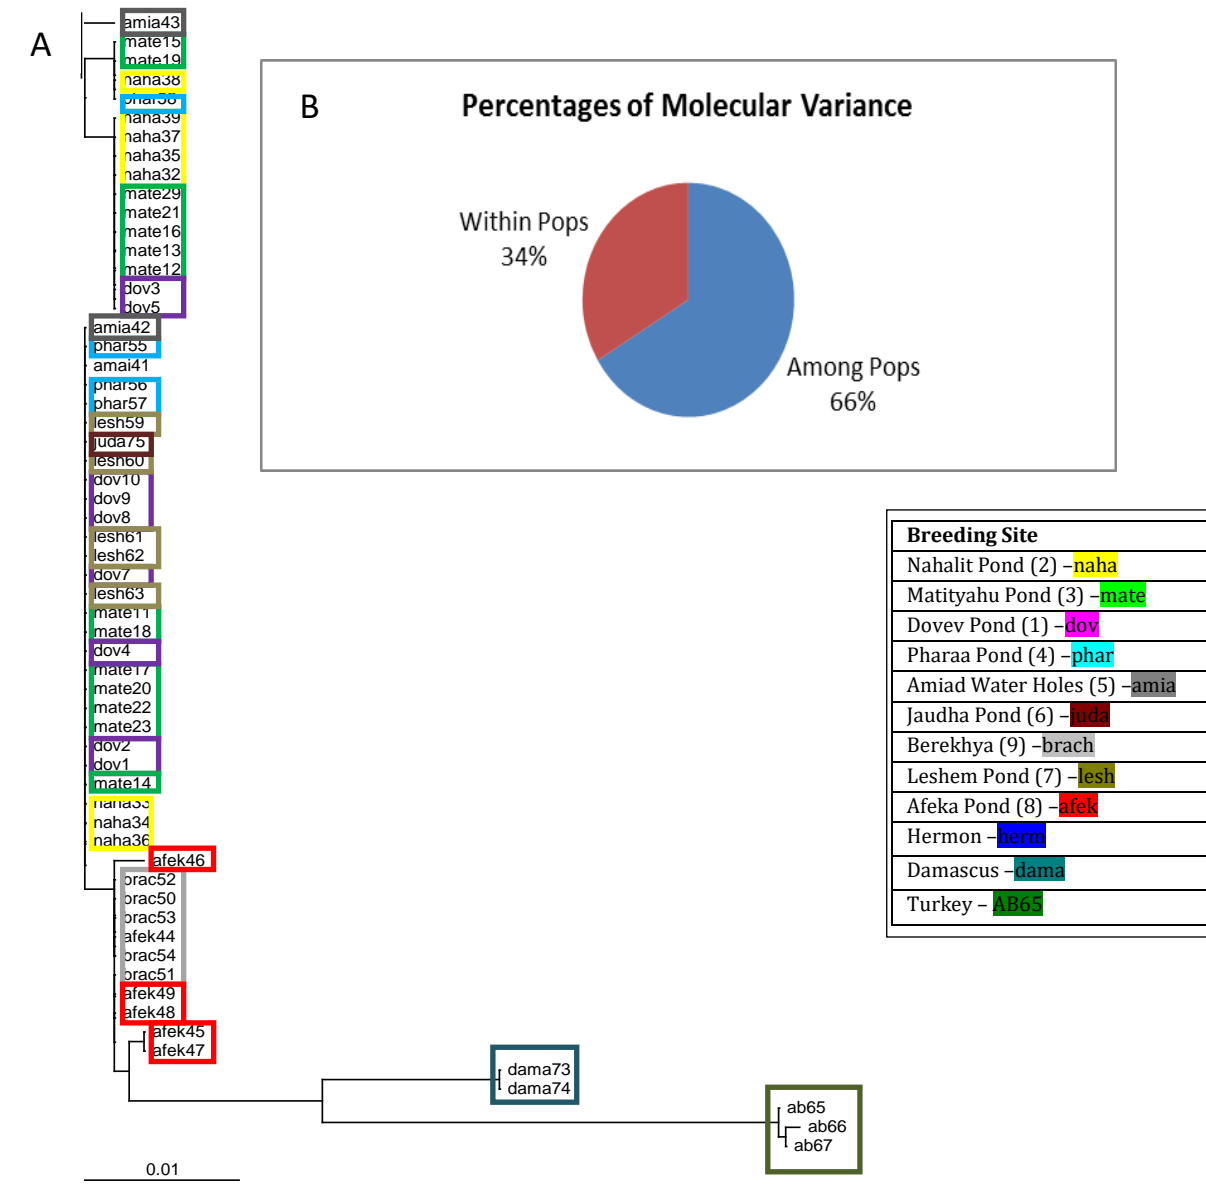 A
amia43
mate15
mate19
naha38
phar58
naha39
naha37
naha35
naha32
mate29
mate21
mate16
mate13
mate12
dov3
dov5
amia42
phar55
amai41
phar56
phar57
lesh59
juda75
lesh60
dov10
dov9
dov8
lesh61
lesh62
dov7
lesh63
mate11
mate18
dov4
mate17
mate20
mate22
mate23
dov2
dov1
mate14
naha33
naha34
naha36
afek46
brac52
brac50
brac53
afek44
brac54
brac51
afek49
afek48
afek45
afek47
dama73
dama74
ab65
ab66
ab67
0.01
B
Percentages of Molecular Variance
Within Pops
34%
Among Pops
66%
Breeding Site
Nahalit Pond (2) –naha
Matityahu Pond (3) –mate
Dovev Pond (1) –dov
Pharaa Pond (4) –phar
Amiad Water Holes (5) –amia
Jaudha Pond (6) –juda
Berekhya (9) –brach
Leshem Pond (7) –lesh
Afeka Pond (8) –afek
Hermon –herm
Damascus –dama
Turkey – AB65